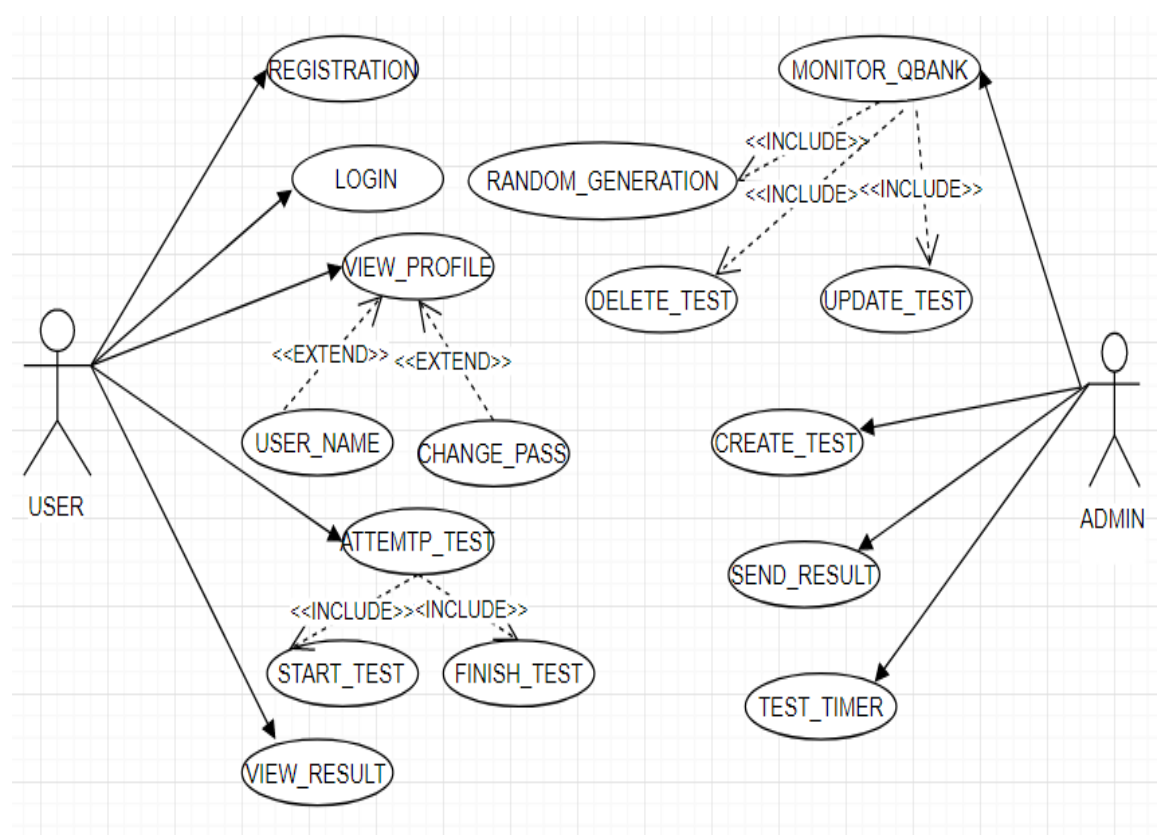 REGISTRATION
MONITOR_QBANK
<<INCLUDE>>
LOGIN
RANDOM_GENERATION
<<INCLUDE>
<<INCLUDE>>
VIEW_PROFILE
DELETE_TEST
UPDATE_TEST
<<EXTEND>>
<<EXTEND>>
USER_NAME
CHANGE_PASS
CREATE_TEST
USER
ADMIN
ATTEMTP_TEST
SEND_RESULT
<<INCLUDE>>
<INCLUDE>>
START_TEST
FINISH_TEST
TEST_TIMER
VIEW_RESULT